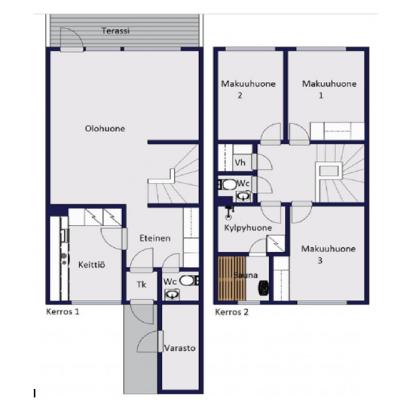 Terassi
Olohuone
Eteinen
Keittiö
Tk
Wc
Varasto
Kerros 1
Makuuhuone
2
Makuuhuone
1
Vh
Wc
Kylpyhuone
Makuuhuone
3
Sauna
Kerros 2